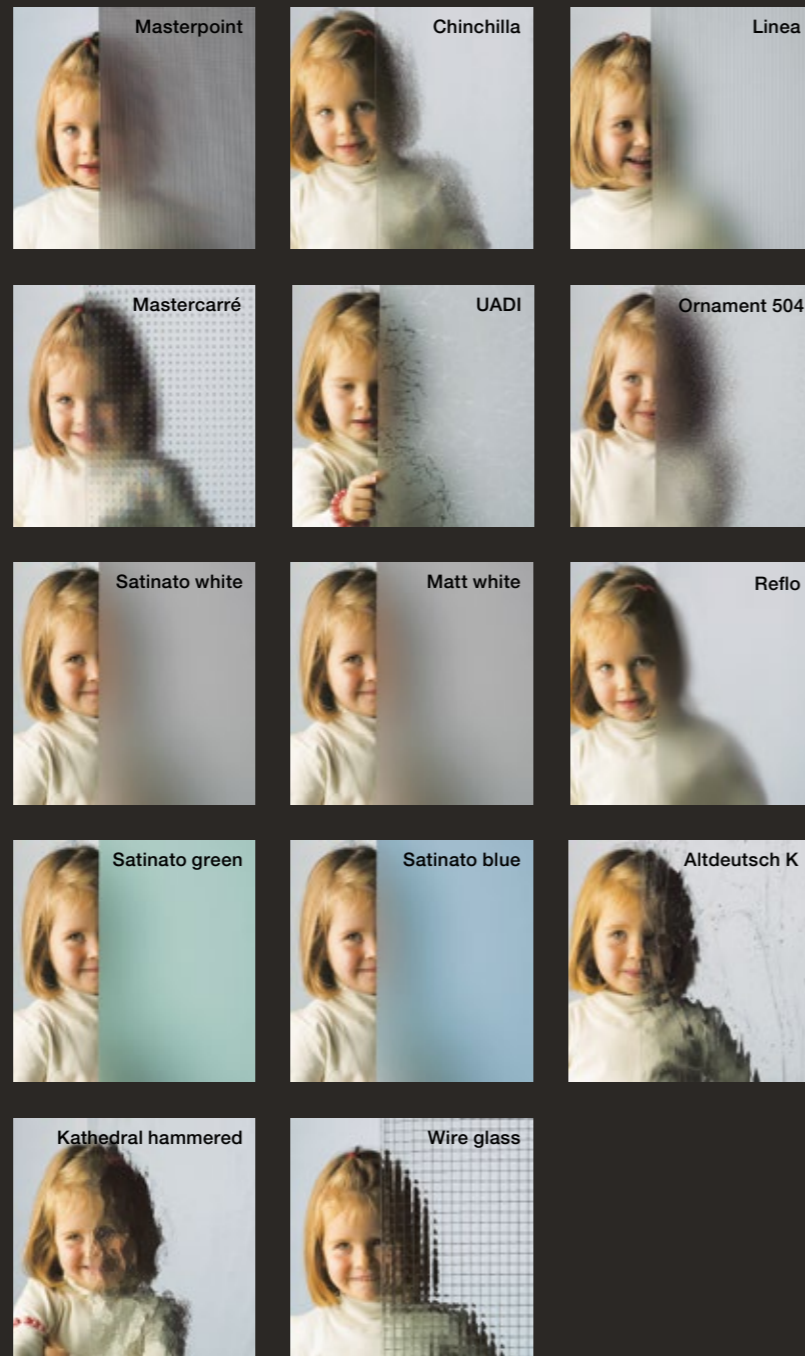 Masterpoint
Chinchilla
Linea
Mastercarré
UADI
Ornament 504
Satinato white
Matt white
Reflo
Satinato green
Satinato blue
Altdeutsch K
Kathedral hammered
Wire glass